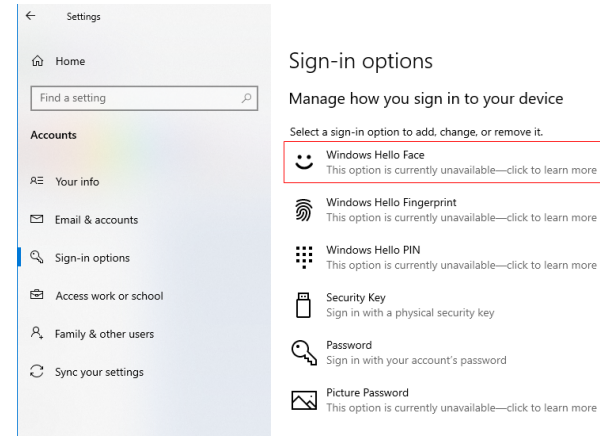 Settings
Home
Find a setting
Accounts
Your info
Email & accounts
Sign-in options
Access work or school
Family & other users
Sync your settings
Sign-in options
Manage how you sign in to your device
Select a sign-in option to add, change, or remove it.
Windows Hello Face
This option is currently unavailable—click to learn more
Windows Hello Fingerprint
This option is currently unavailable—click to learn more
Windows Hello PIN
This option is currently unavailable—click to learn more
Security Key
Sign in with a physical security key
Password
Sign in with your account's password
Picture Password
This option is currently unavailable—click to learn more